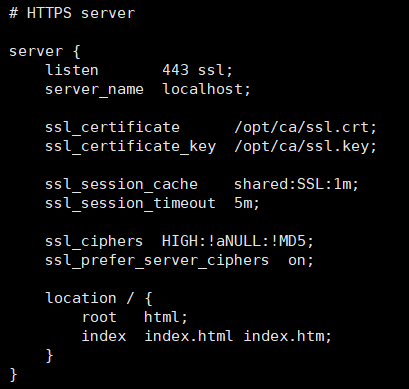 # HTTPS server
server {
    listen       443 ssl;
    server_name  localhost;
    ssl_certificate      /opt/ca/ssl.crt;
    ssl_certificate_key  /opt/ca/ssl.key;
    ssl_session_cache    shared:SSL:1m;
    ssl_session_timeout  5m;
    ssl_ciphers  HIGH:!aNULL:!MD5;
    ssl_prefer_server_ciphers  on;
    location / {
        root   html;
        index  index.html index.htm;
    }
}